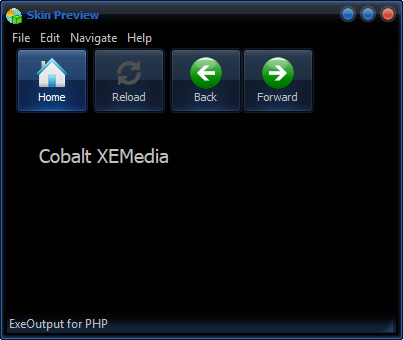 Skin Preview
File Edit Navigate Help
Home Reload Back Forward
Cobalt XEMedia
ExeOutput for PHP